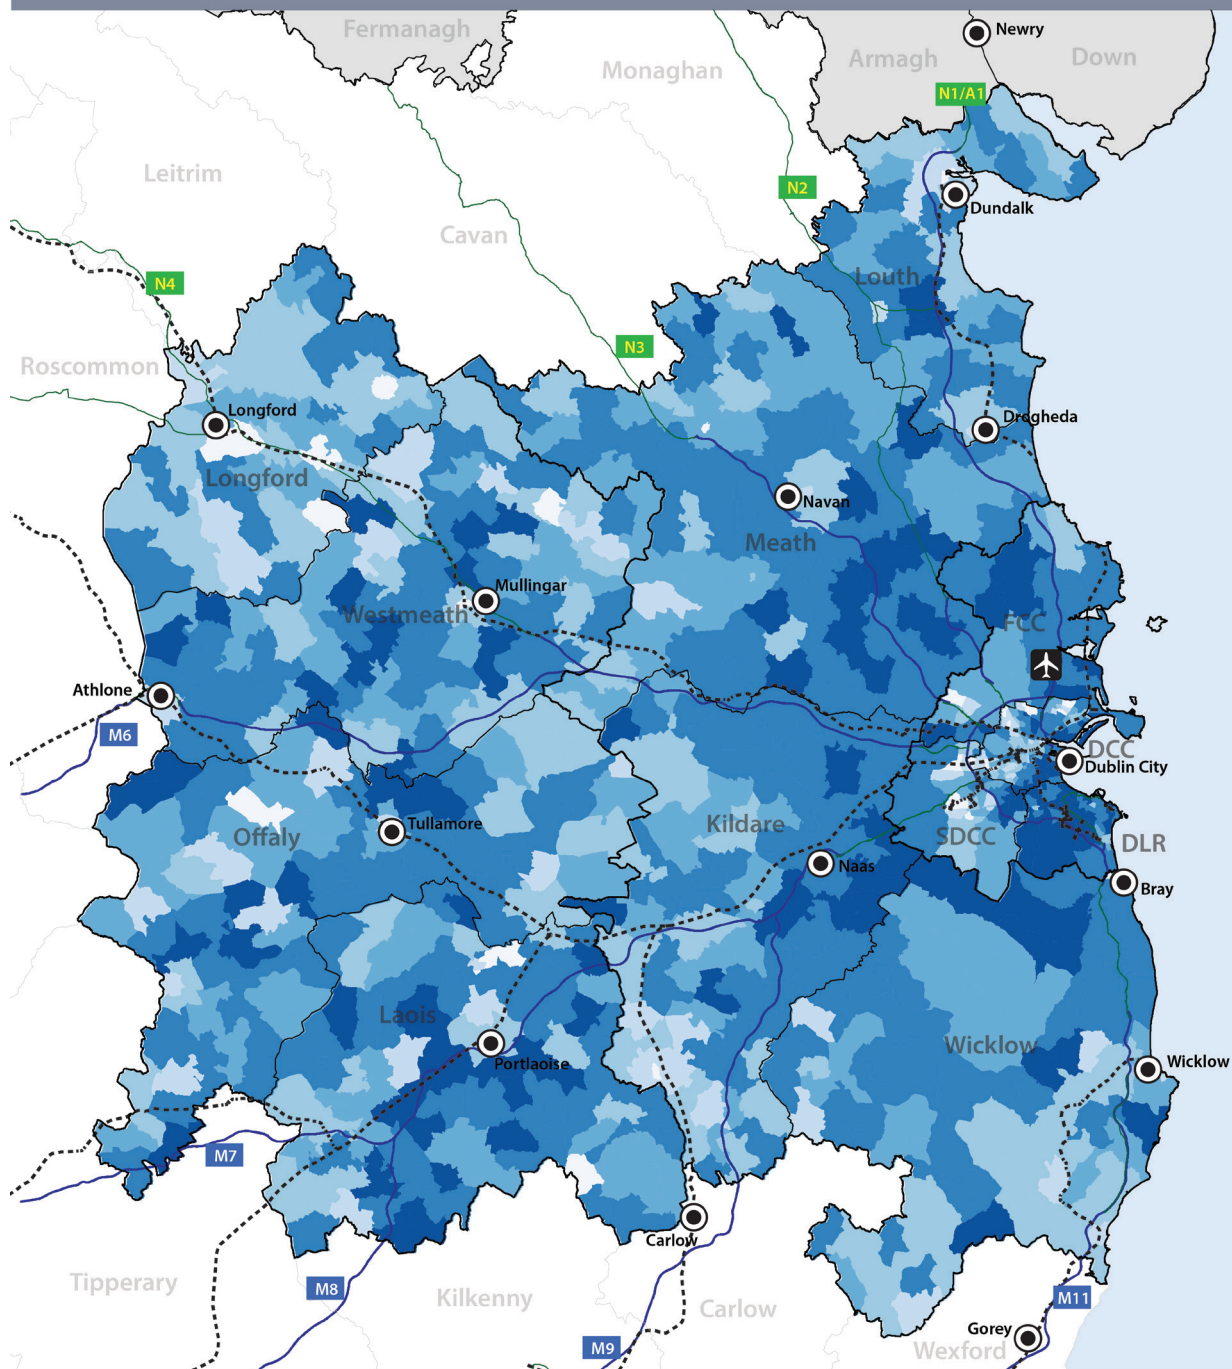 Fermanagh
Newry
Armagh
Down
Monaghan
N1/A1
Leitrim
N2
Dundalk
Cavan
N4
Louth
N3
Roscommon
Longford
Drogheda
Longford
Navan
Meath
Mullingar
Westmeath
FCC
Athlone
M6
DCC
Dublin City
Tullamore
Offaly
Kildare
SDCC
DLR
Naas
Bray
Laois
Wicklow
Portlaoise
Wicklow
M7
Carlow
Tipperary
M8
Kilkenny
Carlow
M11
Gorey
M9
Wexford